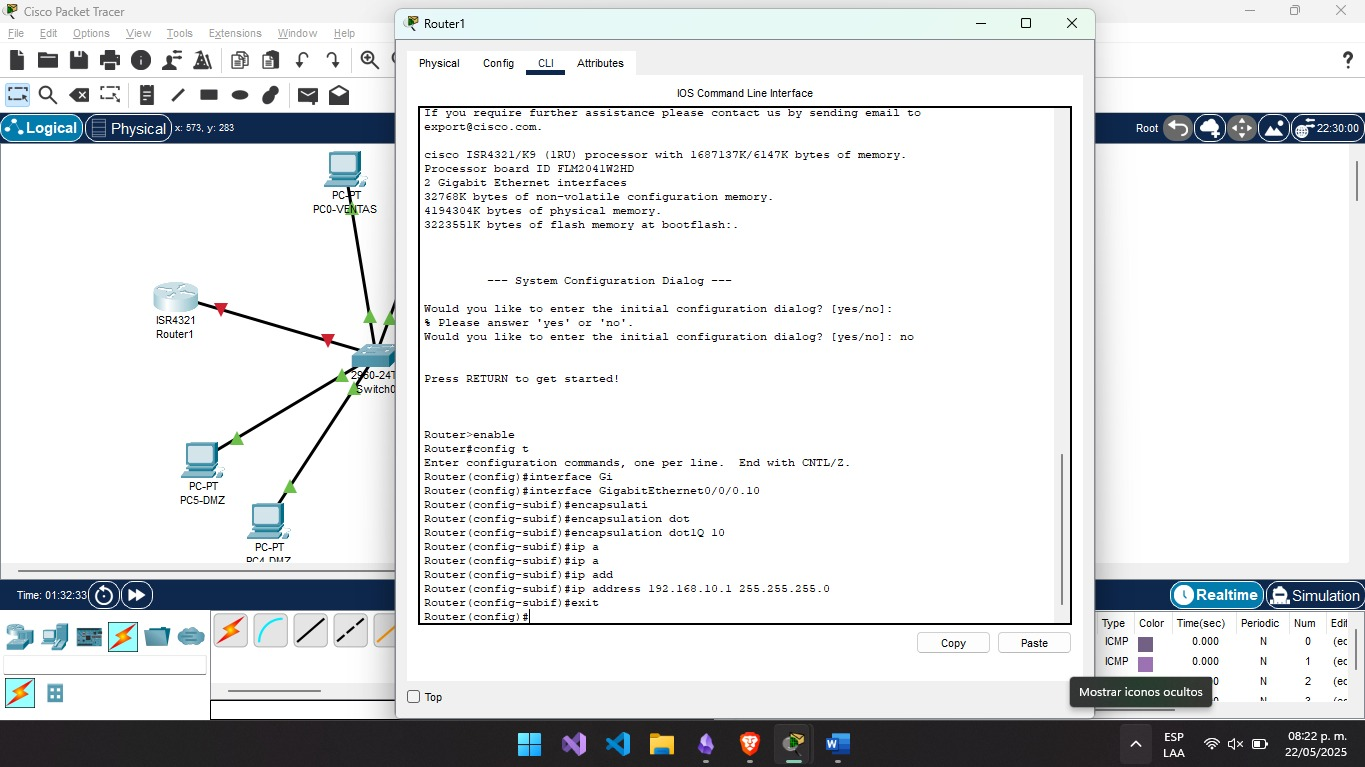 Cisco Packet Tracer
File Edit Options View Tools Extensions Window Help
Logical Physical x: 573, y: 283
Root 22:30:00
PC-PT
PC0-VENTAS
ISR4321
Router1
2960-24T
Switch0
PC-PT
PC5-DMZ
PC-PT
PC4-DMZ
Router1
Physical Config CLI Attributes
IOS Command Line Interface
If you require further assistance please contact us by sending email to
export@cisco.com.
cisco ISR4321/K9 (1RU) processor with 1687137K/6147K bytes of memory.
Processor board ID FLM2041W2HD
2 Gigabit Ethernet interfaces
32768K bytes of non-volatile configuration memory.
4194304K bytes of physical memory.
3223551K bytes of flash memory at bootflash:.
--- System Configuration Dialog ---
Would you like to enter the initial configuration dialog? [yes/no]:
% Please answer 'yes' or 'no'.
Would you like to enter the initial configuration dialog? [yes/no]: no
Press RETURN to get started!
Router>enable
Router#config t
Enter configuration commands, one per line.  End with CNTL/Z.
Router(config)#interface Gi
Router(config)#interface GigabitEthernet0/0/0.10
Router(config-subif)#encapsulati
Router(config-subif)#encapsulation dot
Router(config-subif)#encapsulation dot1Q 10
Router(config-subif)#ip a
Router(config-subif)#ip a
Router(config-subif)#ip add
Router(config-subif)#ip address 192.168.10.1 255.255.255.0
Router(config-subif)#exit
Router(config)#
Copy Paste
Top
Time: 01:32:33
Realtime Simulation
Type Color Time(sec) Periodic Num Edit
ICMP 0.000 N 0 (ec
ICMP 0.000 N 1 (ec
N 2 (ec
N
Mostrar iconos ocultos
ESP
LAA
08:22 p. m.
22/05/2025